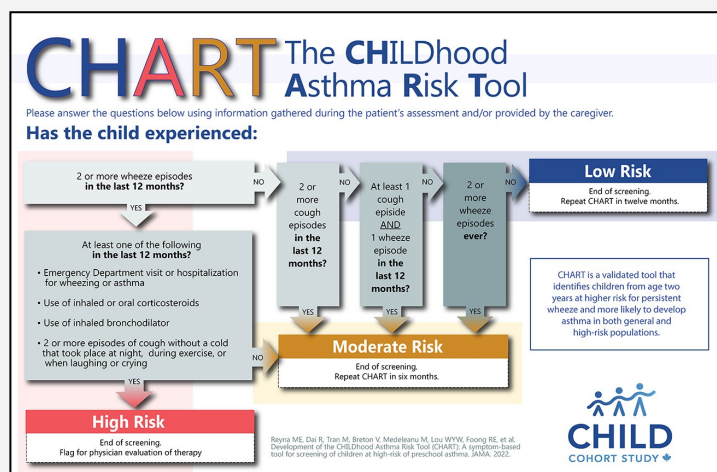 CHART The CHILDhood
Asthma Risk Tool
Please answer the questions below using information gathered during the patient's assessment and/or provided by the caregiver.
Has the child experienced:
2 or more wheeze episodes
in the last 12 months?
NO
YES
2 or
more
cough
episodes
in the
last 12
months?
NO
YES
At least 1
cough
episide
AND
1 wheeze
episode
in the
last 12
months?
NO
YES
2 or
more
wheeze
episodes
ever?
NO
YES
Low Risk
End of screening.
Repeat CHART in twelve months.
At least one of the following
in the last 12 months?
• Emergency Department visit or hospitalization
for wheezing or asthma
• Use of inhaled or oral corticosteroids
• Use of inhaled bronchodilator
• 2 or more episodes of cough without a cold
that took place at night, during exercise, or
when laughing or crying
NO
YES
Moderate Risk
End of screening.
Repeat CHART in six months.
High Risk
End of screening.
Flag for physician evaluation of therapy
CHART is a validated tool that
identifies children from age two
years at higher risk for persistent
wheeze and more likely to develop
asthma in both general and
high-risk populations.
Reyna ME, Dai R, Tran M, Breton V, Medeleanu M, Lou WYW, Foong RE, et al.
Development of the CHILDhood Asthma Risk Tool (CHART): A symptom-based
tool for screening of children at high-risk of preschool asthma. JAMA. 2022.
CHILD
COHORT STUDY